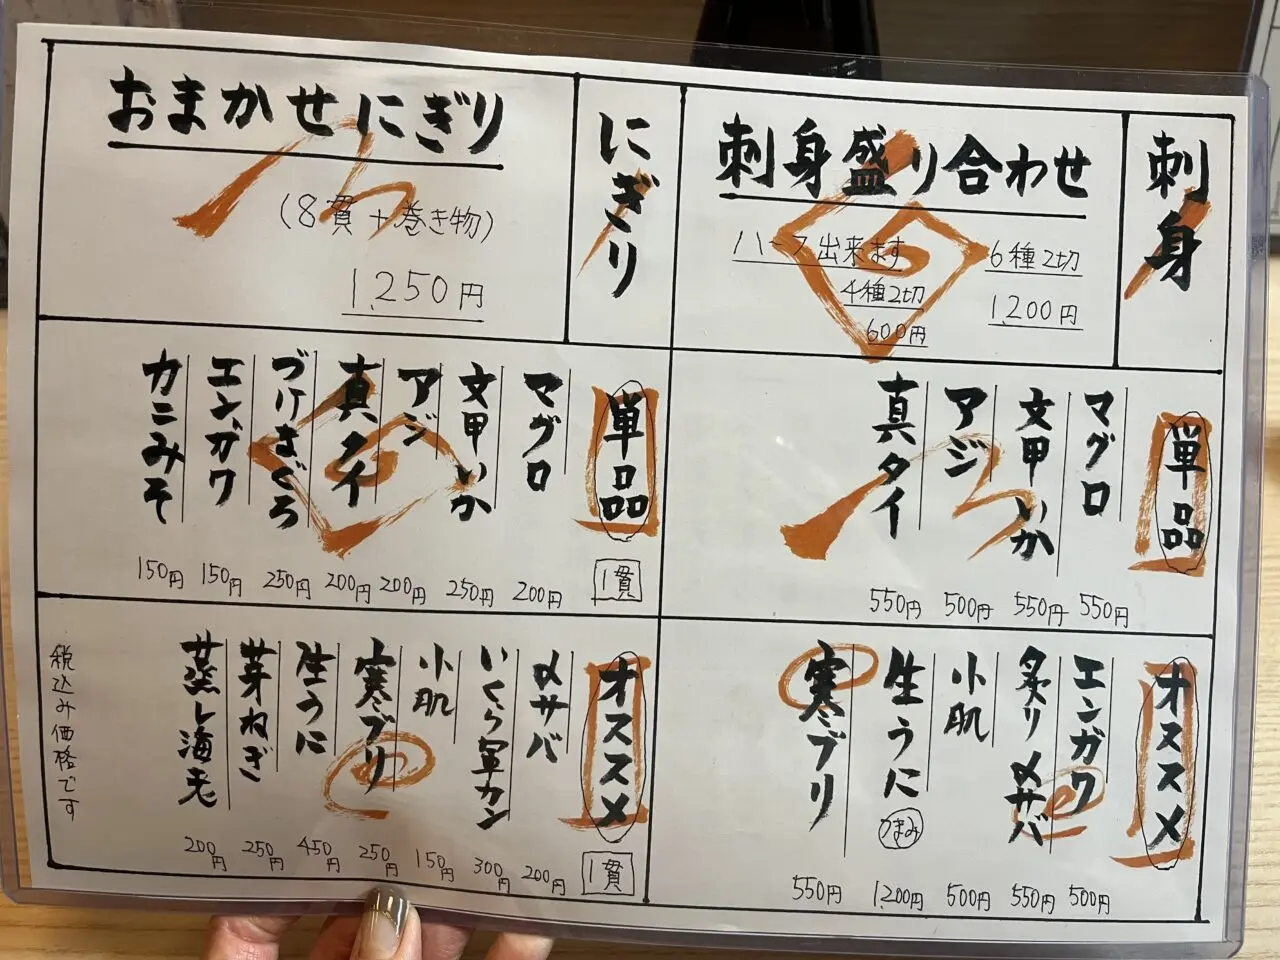 刺身
刺身盛り合わせ
6種2切
1,200円
ハーフ出来ます
4種2切
600円
単品
マグロ 550円
文甲いか 550円
アジ 500円
真タイ 550円
オススメ
エンガワ 500円
炙り〆サバ 550円
小肌 500円
生うに つまみ 1,200円
寒ブリ 550円
にぎり
おまかせにぎり
(8貫+巻き物)
1,250円
単品 1貫
マグロ 200円
文甲いか 250円
アジ 200円
真タイ 200円
づけまぐろ 250円
エンガワ 150円
カニみそ 150円
オススメ 1貫
〆サバ 200円
いくら軍カン 300円
小肌 150円
寒ブリ 250円
生うに 450円
芽ねぎ 250円
蒸し海老 200円
税込み価格です